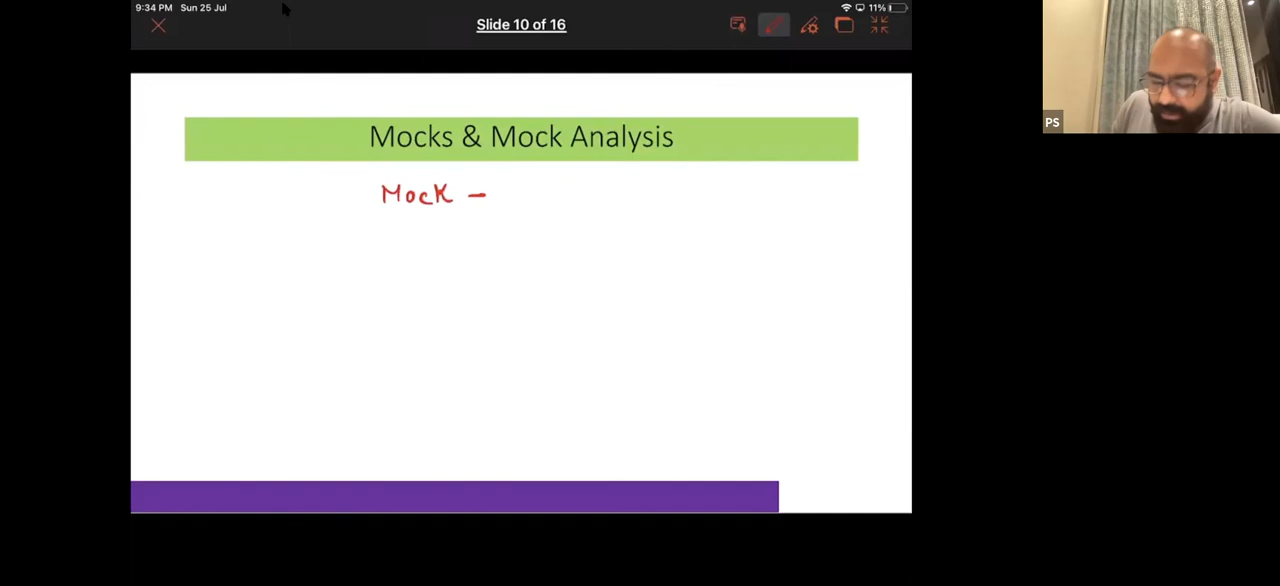 9:34 PM Sun 25 Jul
11%
Slide 10 of 16
Mocks & Mock Analysis
Mock -
PS